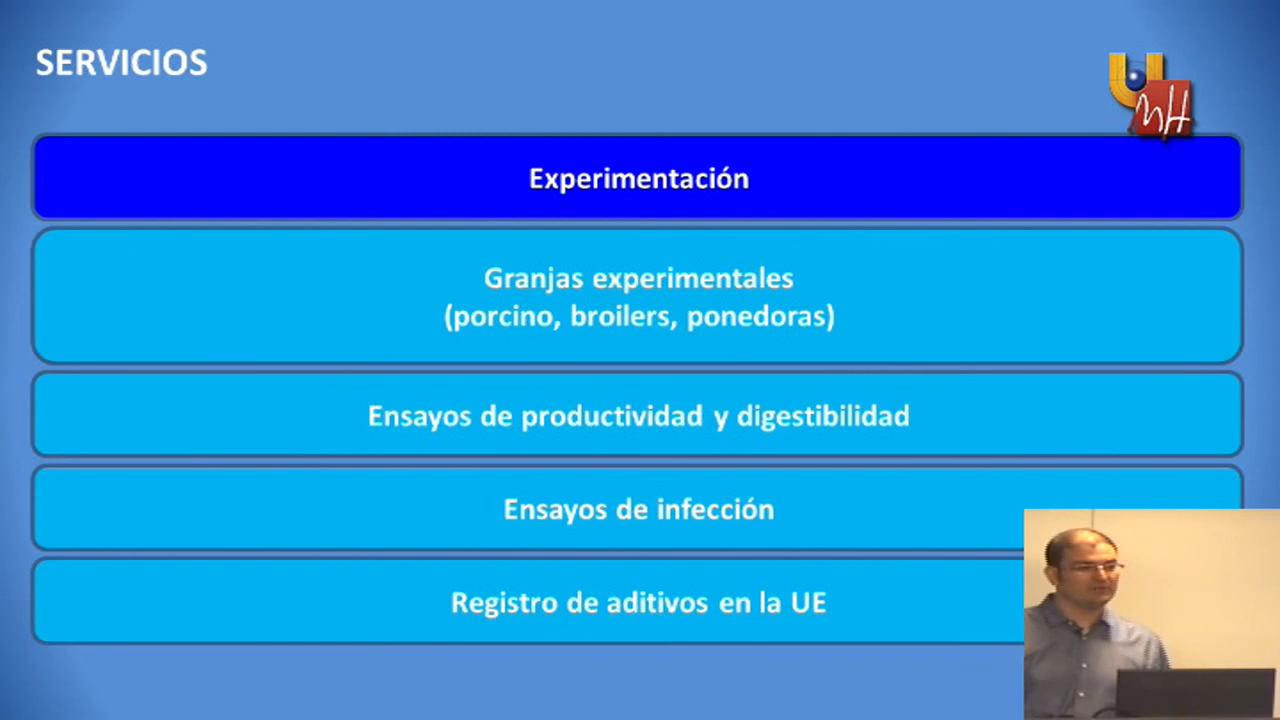 SERVICIOS
UMH
Experimentación
Granjas experimentales
(porcino, broilers, ponedoras)
Ensayos de productividad y digestibilidad
Ensayos de infección
Registro de aditivos en la UE